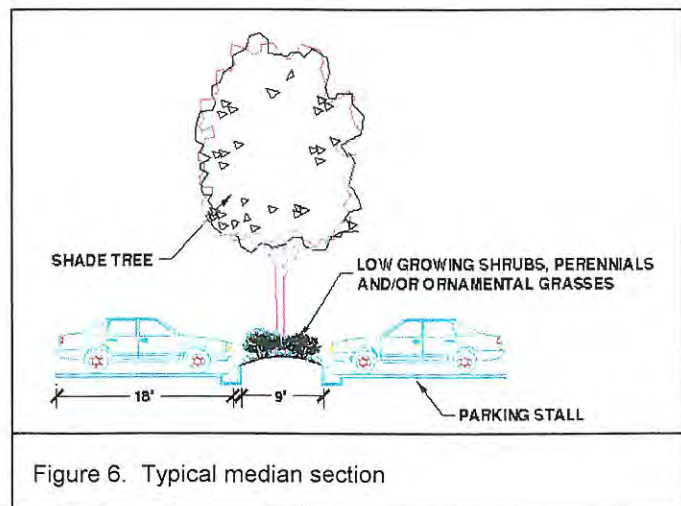 SHADE TREE
LOW GROWING SHRUBS, PERENNIALS
AND/OR ORNAMENTAL GRASSES
18'
9'
PARKING STALL
Figure 6. Typical median section